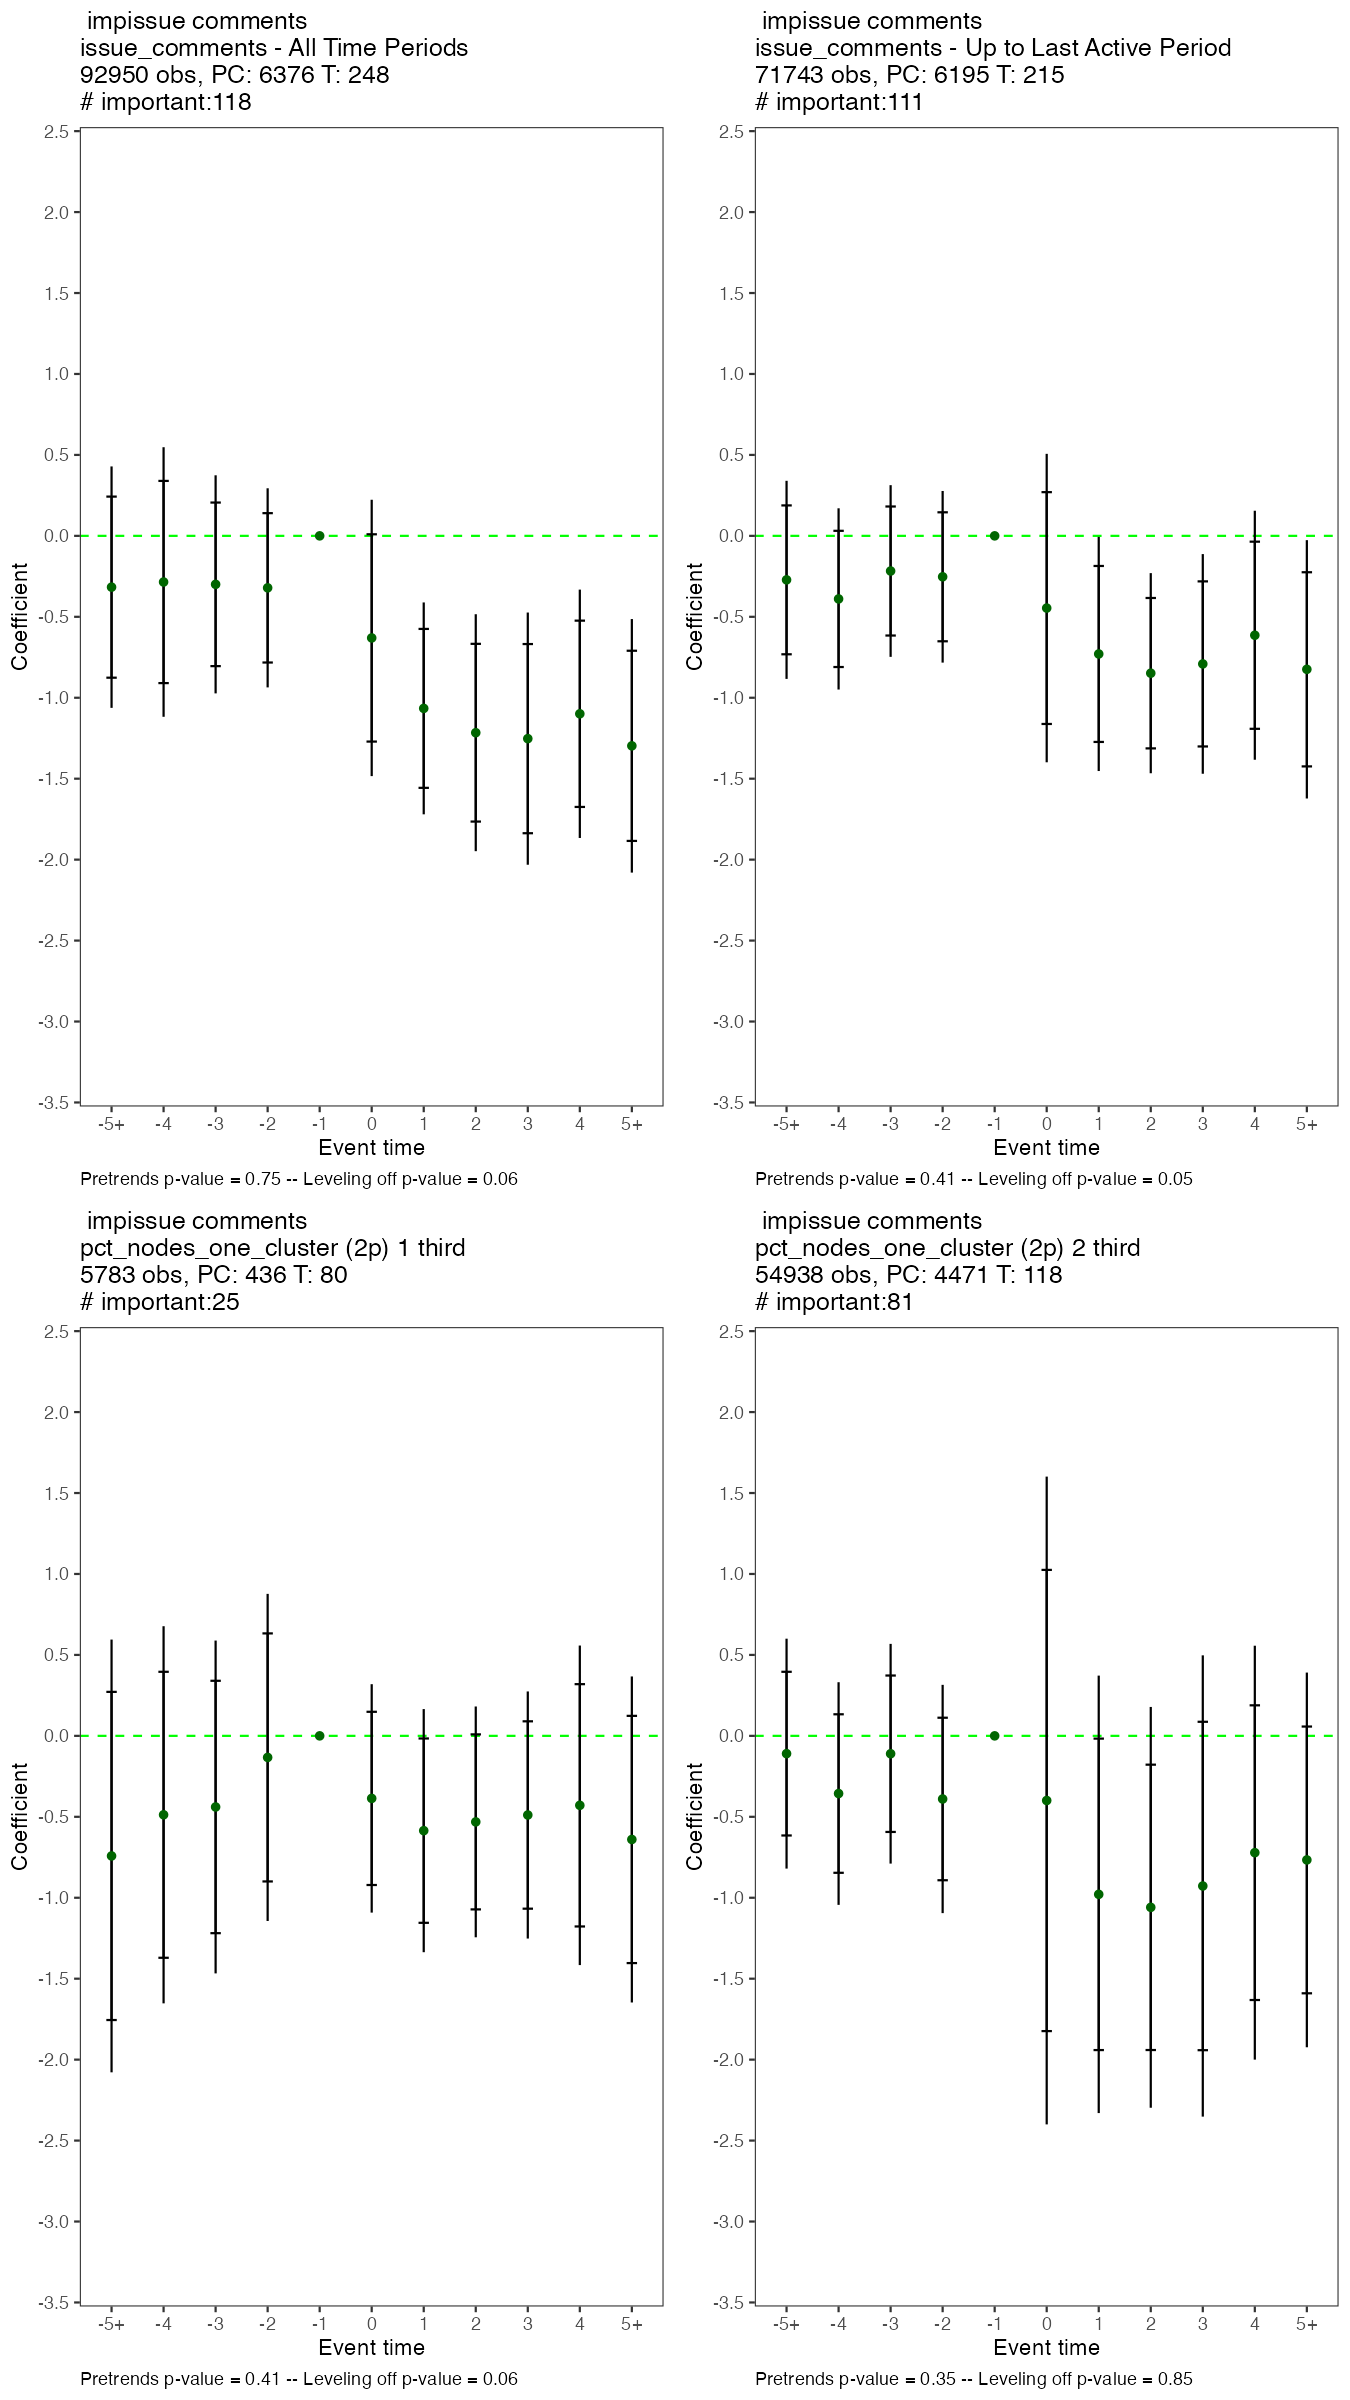 impissue comments
issue_comments - All Time Periods
92950 obs, PC: 6376 T: 248
# important:118
2.5
2.0
1.5
1.0
0.5
0.0
-0.5
-1.0
-1.5
-2.0
-2.5
-3.0
-3.5
Coefficient
-5+ -4 -3 -2 -1 0 1 2 3 4 5+
Event time
Pretrends p-value = 0.75 -- Leveling off p-value = 0.06
impissue comments
issue_comments - Up to Last Active Period
71743 obs, PC: 6195 T: 215
# important:111
2.5
2.0
1.5
1.0
0.5
0.0
-0.5
-1.0
-1.5
-2.0
-2.5
-3.0
-3.5
Coefficient
-5+ -4 -3 -2 -1 0 1 2 3 4 5+
Event time
Pretrends p-value = 0.41 -- Leveling off p-value = 0.05
impissue comments
pct_nodes_one_cluster (2p) 1 third
5783 obs, PC: 436 T: 80
# important:25
2.5
2.0
1.5
1.0
0.5
0.0
-0.5
-1.0
-1.5
-2.0
-2.5
-3.0
-3.5
Coefficient
-5+ -4 -3 -2 -1 0 1 2 3 4 5+
Event time
Pretrends p-value = 0.41 -- Leveling off p-value = 0.06
impissue comments
pct_nodes_one_cluster (2p) 2 third
54938 obs, PC: 4471 T: 118
# important:81
2.5
2.0
1.5
1.0
0.5
0.0
-0.5
-1.0
-1.5
-2.0
-2.5
-3.0
-3.5
Coefficient
-5+ -4 -3 -2 -1 0 1 2 3 4 5+
Event time
Pretrends p-value = 0.35 -- Leveling off p-value = 0.85